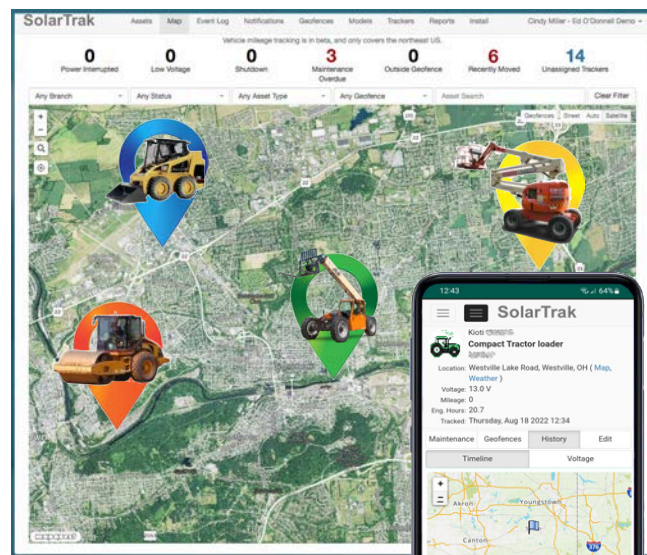 SolarTrak
Assets Map Event Log Notifications Geofences Models Trackers Reports Install Cindy Miller - Ed O'Donnell Demo
Vehicle mileage tracking is in beta, and only covers the northeast US.
0 0 0 3 0 6 14
Power Interrupted Low Voltage Shutdown Maintenance Overdue Outside Geofence Recently Moved Unassigned Trackers
Any Branch Any Status Any Asset Type Any Geofence Asset Search Clear Filter
Geofences Street Auto Satellite
+
−
12:43 64%
SolarTrak
Kioti
Compact Tractor loader
Location: Westville Lake Road, Westville, OH ( Map,
Weather )
Voltage: 13.0 V
Mileage: 0
Eng. Hours: 20.7
Tracked: Thursday, Aug 18 2022 12:34
Maintenance Geofences History Edit
Timeline Voltage
+
−
Akron Youngstown
Canton
376
mapquest